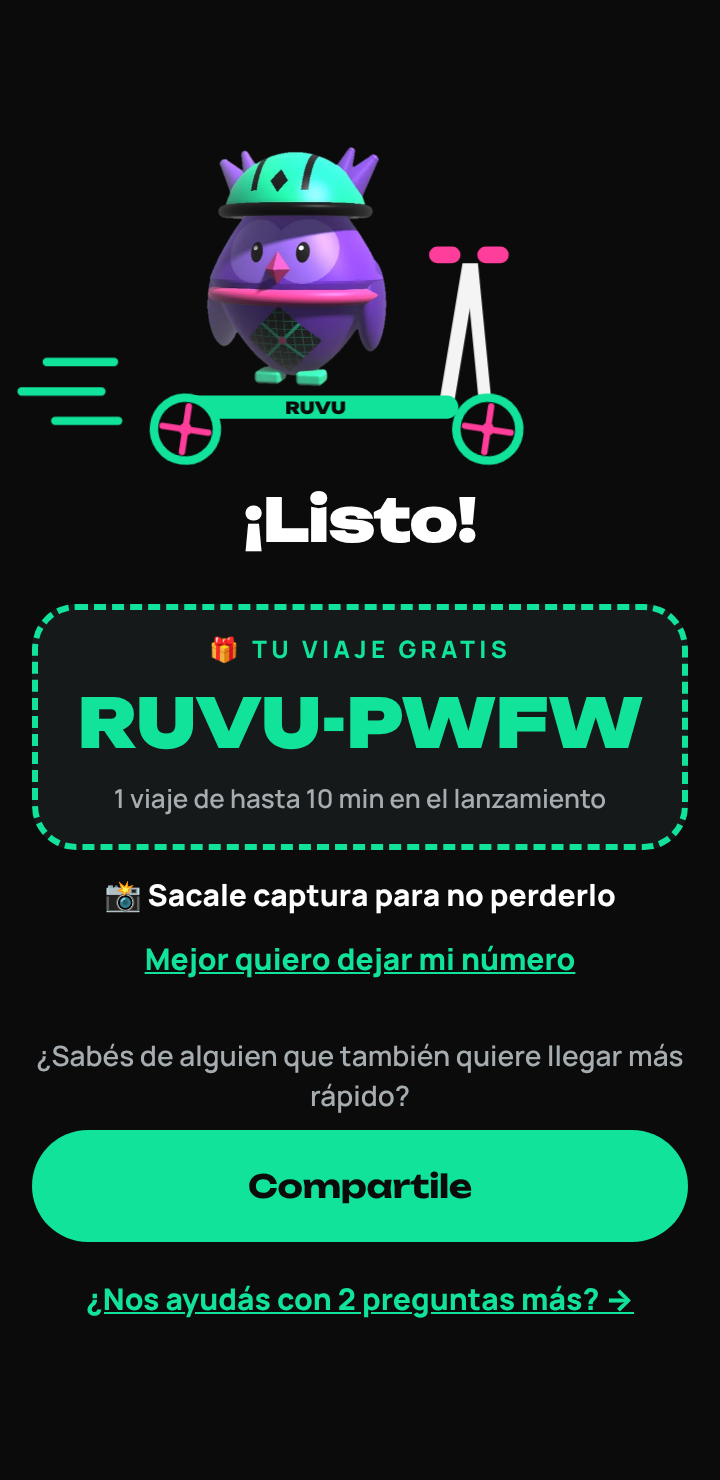 RUVU
¡Listo!
🎁 TU VIAJE GRATIS
RUVU-PWFW
1 viaje de hasta 10 min en el lanzamiento
📸 Sacale captura para no perderlo
Mejor quiero dejar mi número
¿Sabés de alguien que también quiere llegar más
rápido?
Compartile
¿Nos ayudás con 2 preguntas más? →